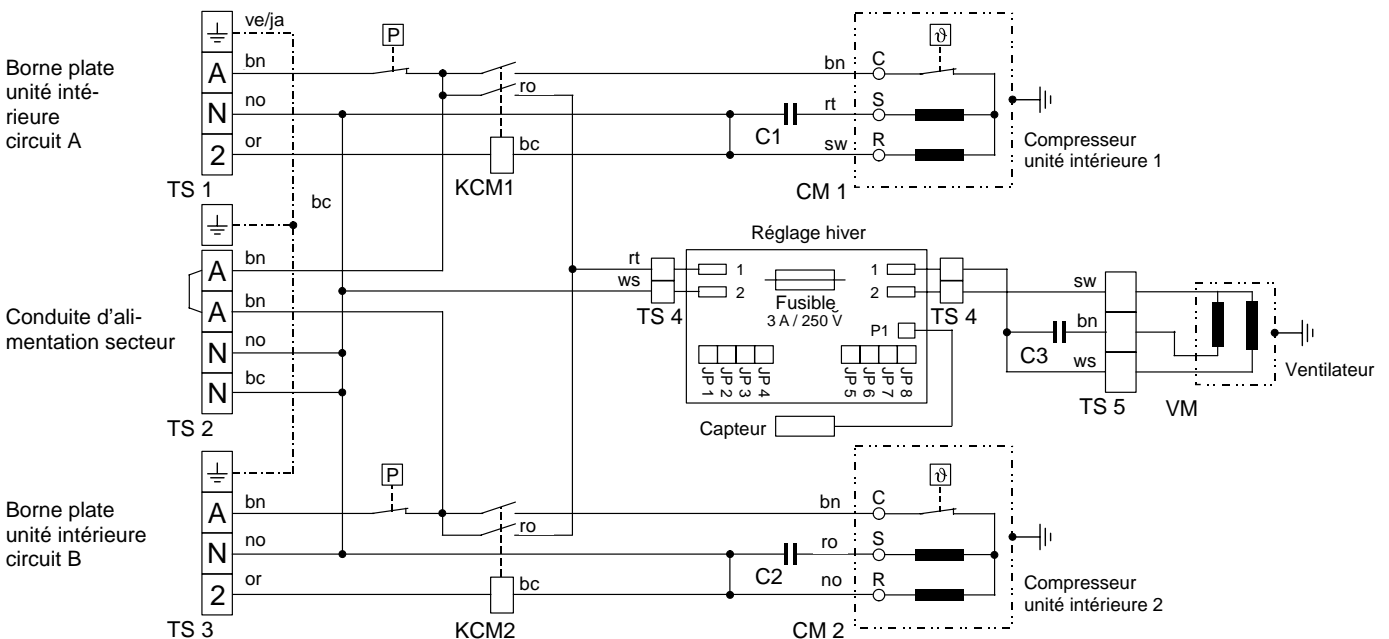 ve/ja
Borne plate
unité inté-
rieure
circuit A
A
N
2
bn
no
or
TS 1
P
ro
KCM1
bc
bn
rt
sw
C1
C
S
R
ϑ
CM 1
Compresseur
unité intérieure 1
bc
Conduite d'ali-
mentation secteur
A
A
N
N
bn
bn
no
bc
TS 2
Réglage hiver
rt
ws
TS 4
1
2
Fusible
3 A / 250 V~
1
2
P1
JP 1
JP 2
JP 3
JP 4
JP 5
JP 6
JP 7
JP 8
TS 4
Capteur
sw
bn
ws
C3
TS 5
VM
Ventilateur
Borne plate
unité intérieure
circuit B
A
N
2
bn
no
or
TS 3
P
ro
KCM2
bc
bn
ro
no
C2
C
S
R
ϑ
CM 2
Compresseur
unité intérieure 2